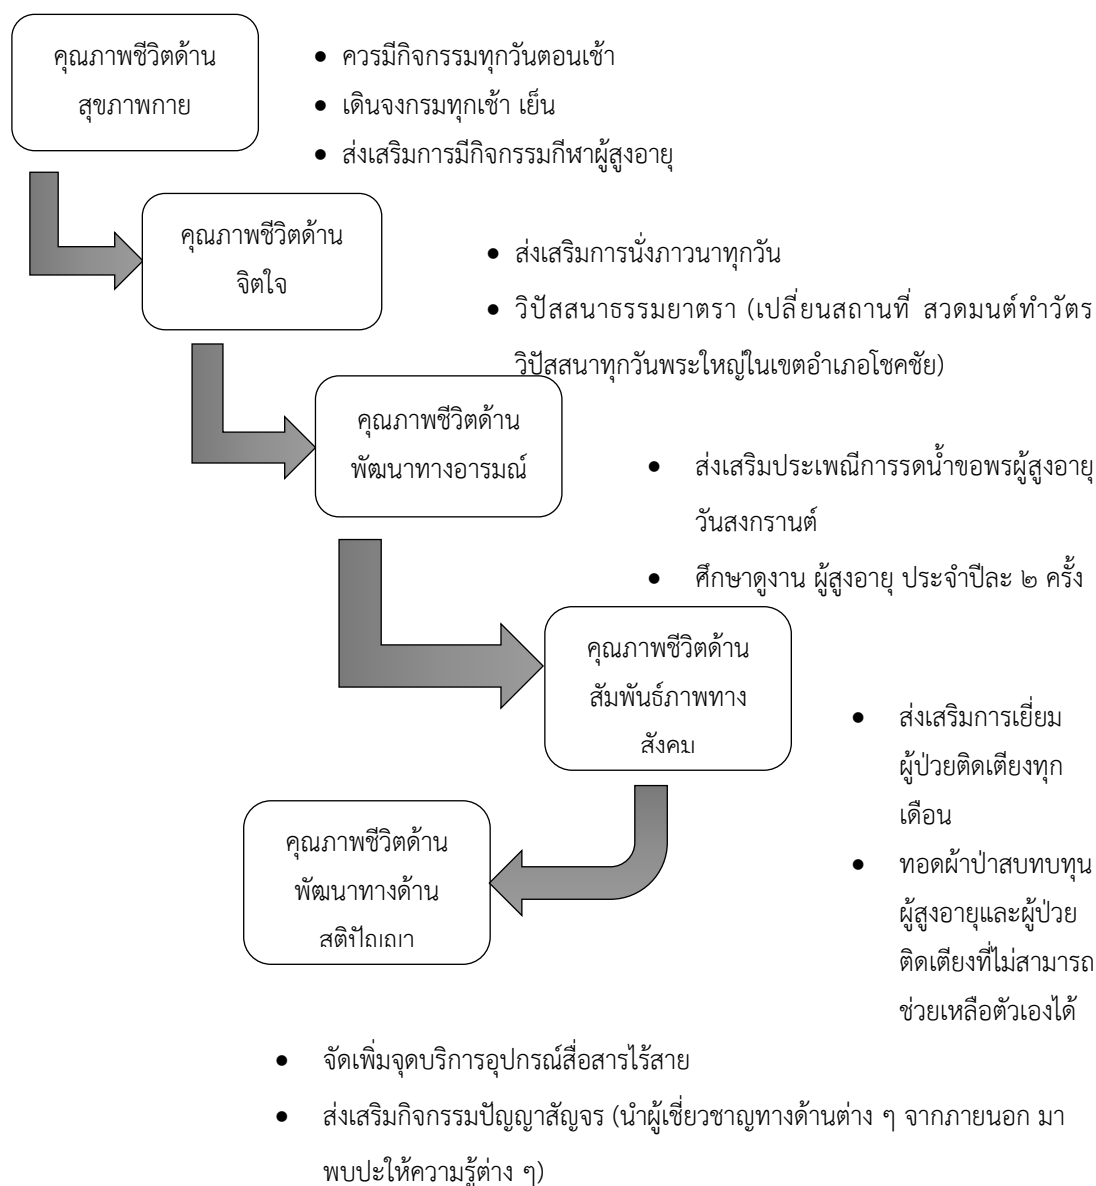 คุณภาพชีวิตด้าน
สุขภาพกาย
• ควรมีกิจกรรมทุกวันตอนเช้า
• เดินจงกรมทุกเช้า เย็น
• ส่งเสริมการมีกิจกรรมกีฬาผู้สูงอายุ
คุณภาพชีวิตด้าน
จิตใจ
• ส่งเสริมการนั่งภาวนาทุกวัน
• วิปัสสนาธรรมยาตรา (เปลี่ยนสถานที่ สวดมนต์ทำวัตร
วิปัสสนาทุกวันพระใหญ่ในเขตอำเภอโชคชัย)
คุณภาพชีวิตด้าน
พัฒนาทางอารมณ์
• ส่งเสริมประเพณีการรดน้ำขอพรผู้สูงอายุ
วันสงกรานต์
• ศึกษาดูงาน ผู้สูงอายุ ประจำปีละ ๒ ครั้ง
คุณภาพชีวิตด้าน
สัมพันธ์ภาพทาง
สังคม
• ส่งเสริมการเยี่ยม
ผู้ป่วยติดเตียงทุก
เดือน
• ทอดผ้าป่าสบทบทุน
ผู้สูงอายุและผู้ป่วย
ติดเตียงที่ไม่สามารถ
ช่วยเหลือตัวเองได้
คุณภาพชีวิตด้าน
พัฒนาทางด้าน
สติปัญญา
• จัดเพิ่มจุดบริการอุปกรณ์สื่อสารไร้สาย
• ส่งเสริมกิจกรรมปัญญาสัญจร (นำผู้เชี่ยวชาญทางด้านต่าง ๆ จากภายนอก มา
พบปะให้ความรู้ต่าง ๆ)